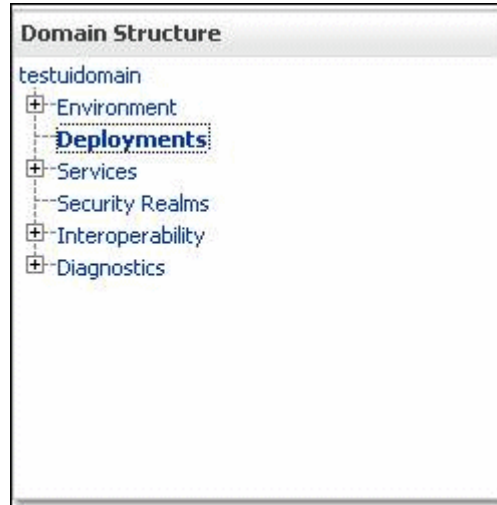 Domain Structure
testuidomain
Environment
Deployments
Services
Security Realms
Interoperability
Diagnostics